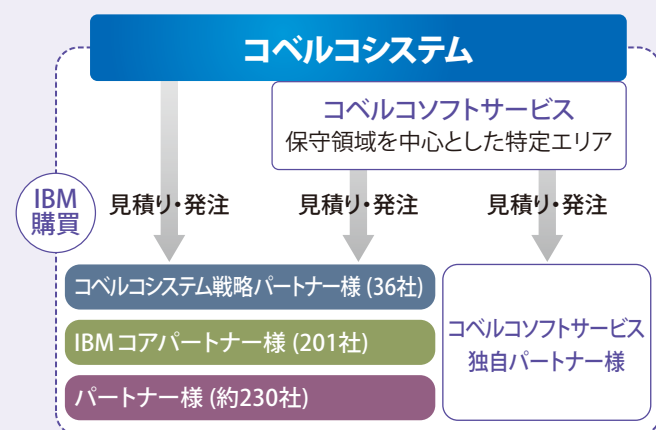 コベルコシステム
コベルコソフトサービス
保守領域を中心とした特定エリア
IBM
購買
見積り・発注
見積り・発注
見積り・発注
コベルコシステム戦略パートナー様 (36社)
IBM コアパートナー様 (201社)
パートナー様 (約230社)
コベルコソフトサービス
独自パートナー様